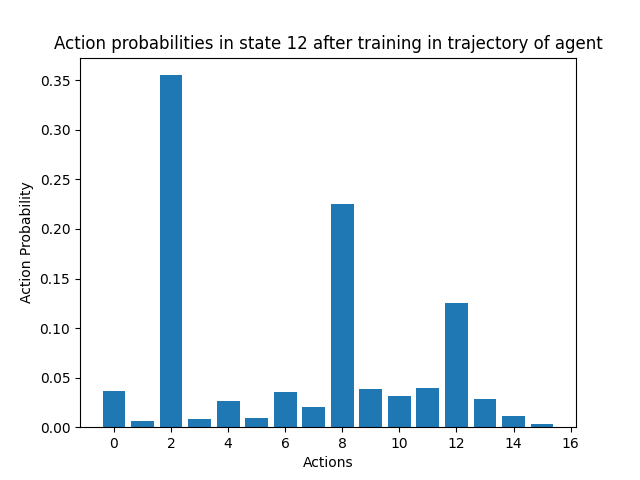 Action probabilities in state 12 after training in trajectory of agent
0.35
0.30
0.25
0.20
0.15
0.10
0.05
0.00
Action Probability
0 2 4 6 8 10 12 14 16
Actions